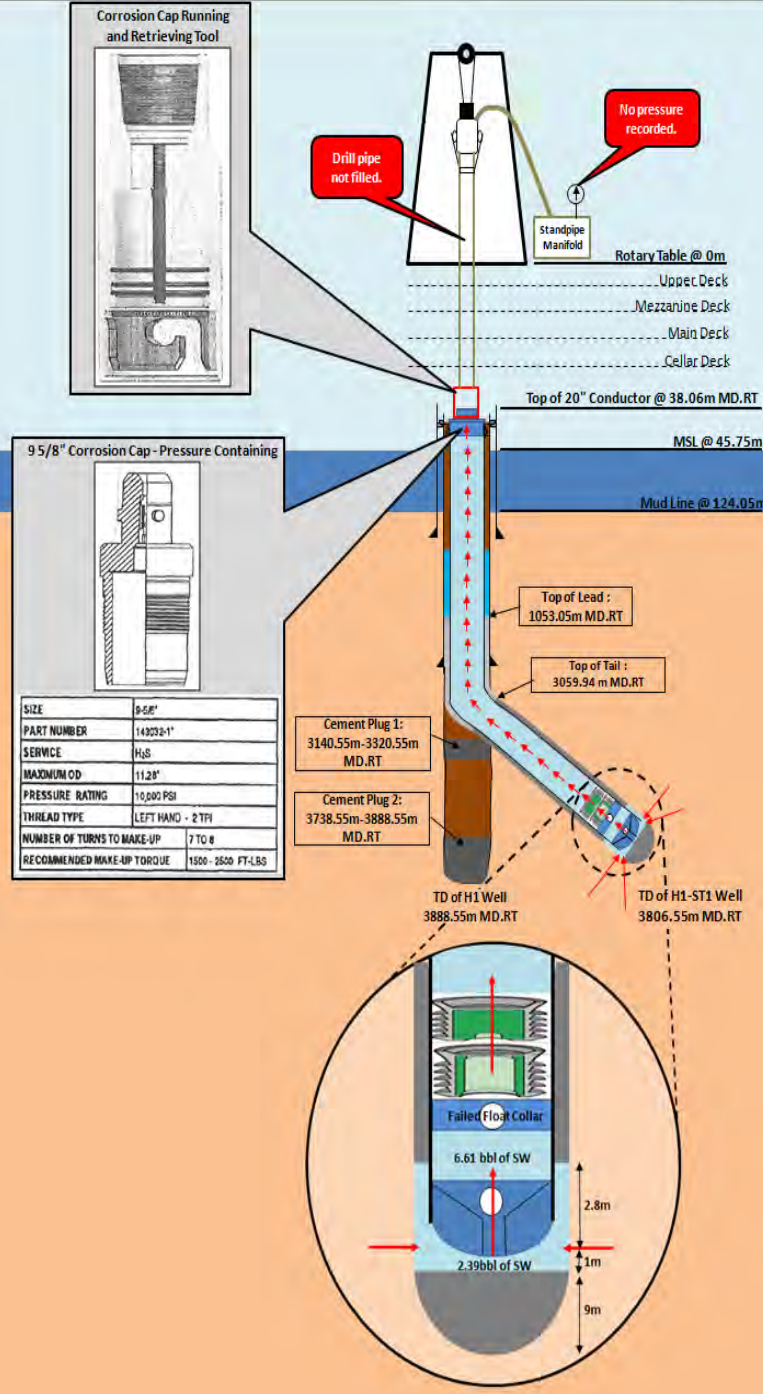 Corrosion Cap Running
and Retrieving Tool
No pressure
recorded.
Drill pipe
not filled.
Standpipe
Manifold
Rotary Table @ 0m
Upper Deck
Mezzanine Deck
Main Deck
Cellar Deck
Top of 20" Conductor @ 38.06m MD.RT
9 5/8" Corrosion Cap - Pressure Containing
MSL @ 45.75m
Mud Line @ 124.05m
Top of Lead :
1053.05m MD.RT
Top of Tail :
3059.94 m MD.RT
SIZE 9-5/8"
PART NUMBER 143032-1"
SERVICE H₂S
MAXIMUM OD 11.28"
PRESSURE RATING 10,000 PSI
THREAD TYPE LEFT HAND - 2 TPI
NUMBER OF TURNS TO MAKE-UP 7 TO 8
RECOMMENDED MAKE-UP TORQUE 1500 - 2500 FT-LBS
Cement Plug 1:
3140.55m-3320.55m
MD.RT
Cement Plug 2:
3738.55m-3888.55m
MD.RT
TD of H1 Well
3888.55m MD.RT
TD of H1-ST1 Well
3806.55m MD.RT
Failed Float Collar
6.61 bbl of SW
2.8m
2.39bbl of SW
1m
9m